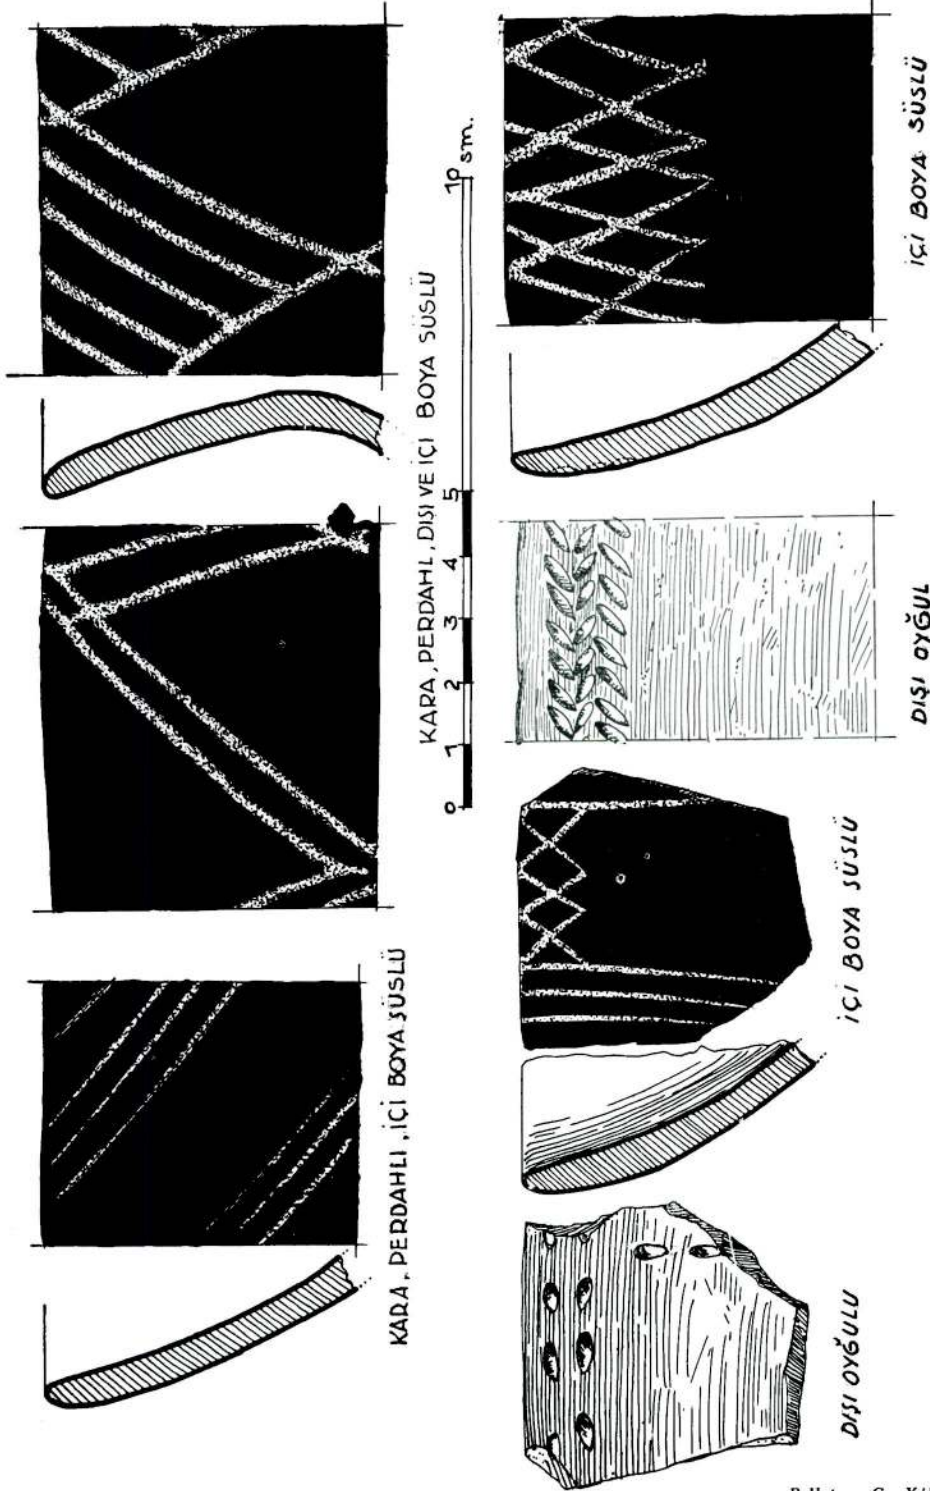 KARA, PERDAHLI, İÇİ BOYA SÜSLÜ
KARA, PERDAHL, DIŞI VE İÇİ BOYA SÜSLÜ
0 1 2 3 4 5 10 sm.
DIŞI OYĞULU
İÇİ BOYA SÜSLÜ
DIŞI OYĞUL
İÇİ BOYA SÜSLÜ